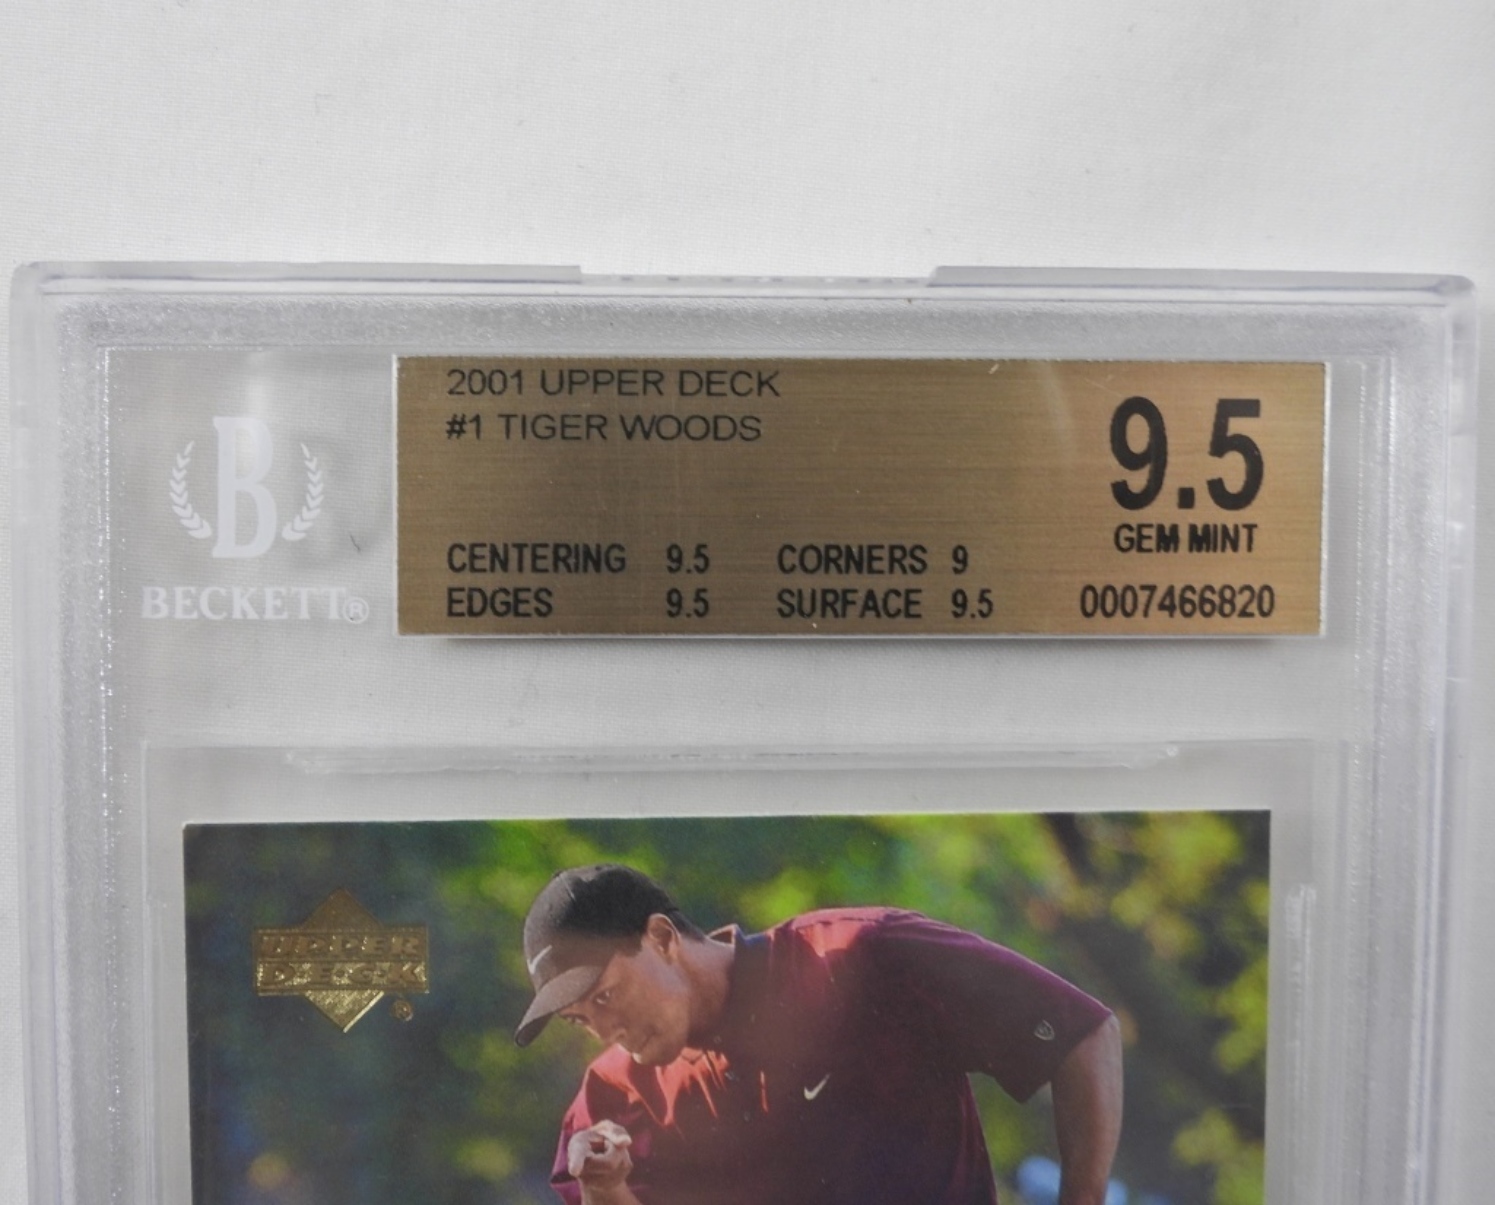 2001 UPPER DECK
#1 TIGER WOODS
9.5
GEM MINT
CENTERING 9.5 CORNERS 9
EDGES 9.5 SURFACE 9.5
0007466820
B
BECKETT®
UPPER
DECK
®